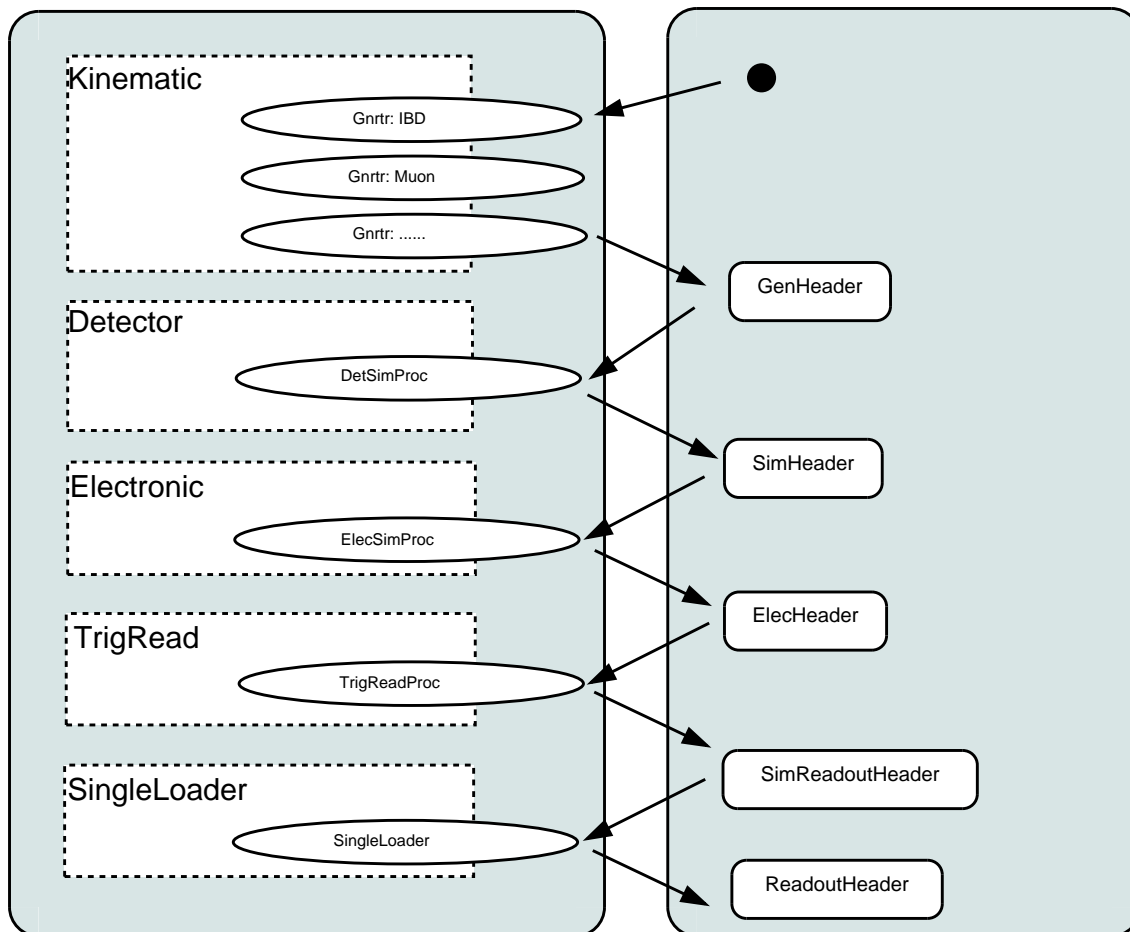 Kinematic
Gnrtr: IBD
Gnrtr: Muon
Gnrtr: ......
GenHeader
Detector
DetSimProc
SimHeader
Electronic
ElecSimProc
ElecHeader
TrigRead
TrigReadProc
SimReadoutHeader
SingleLoader
SingleLoader
ReadoutHeader